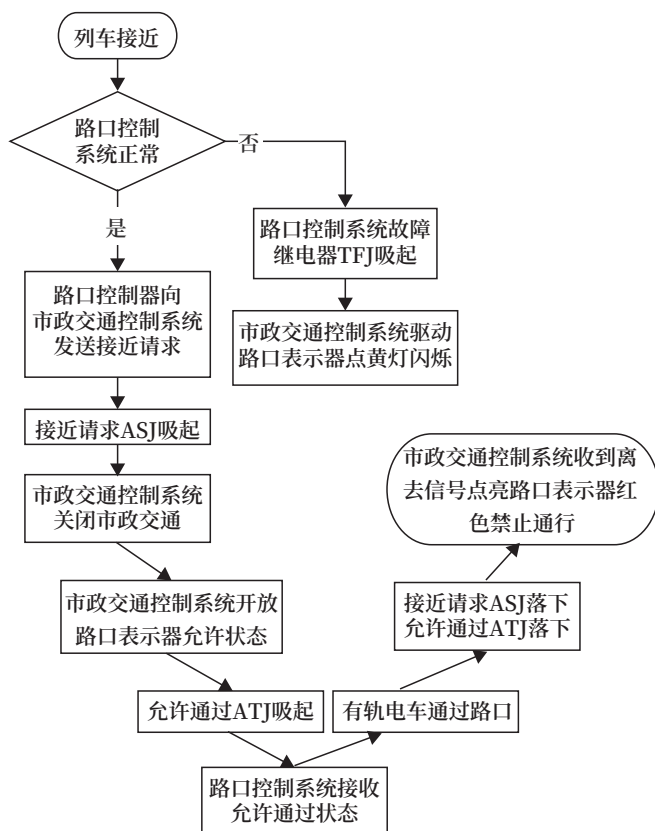 列车接近
路口控制
系统正常
否
是
路口控制系统故障
继电器TFJ吸起
路口控制器向
市政交通控制系统
发送接近请求
市政交通控制系统驱动
路口表示器点黄灯闪烁
接近请求ASJ吸起
市政交通控制系统
关闭市政交通
市政交通控制系统开放
路口表示器允许状态
允许通过ATJ吸起
路口控制系统接收
允许通过状态
有轨电车通过路口
接近请求ASJ落下
允许通过ATJ落下
市政交通控制系统收到离
去信号点亮路口表示器红
色禁止通行